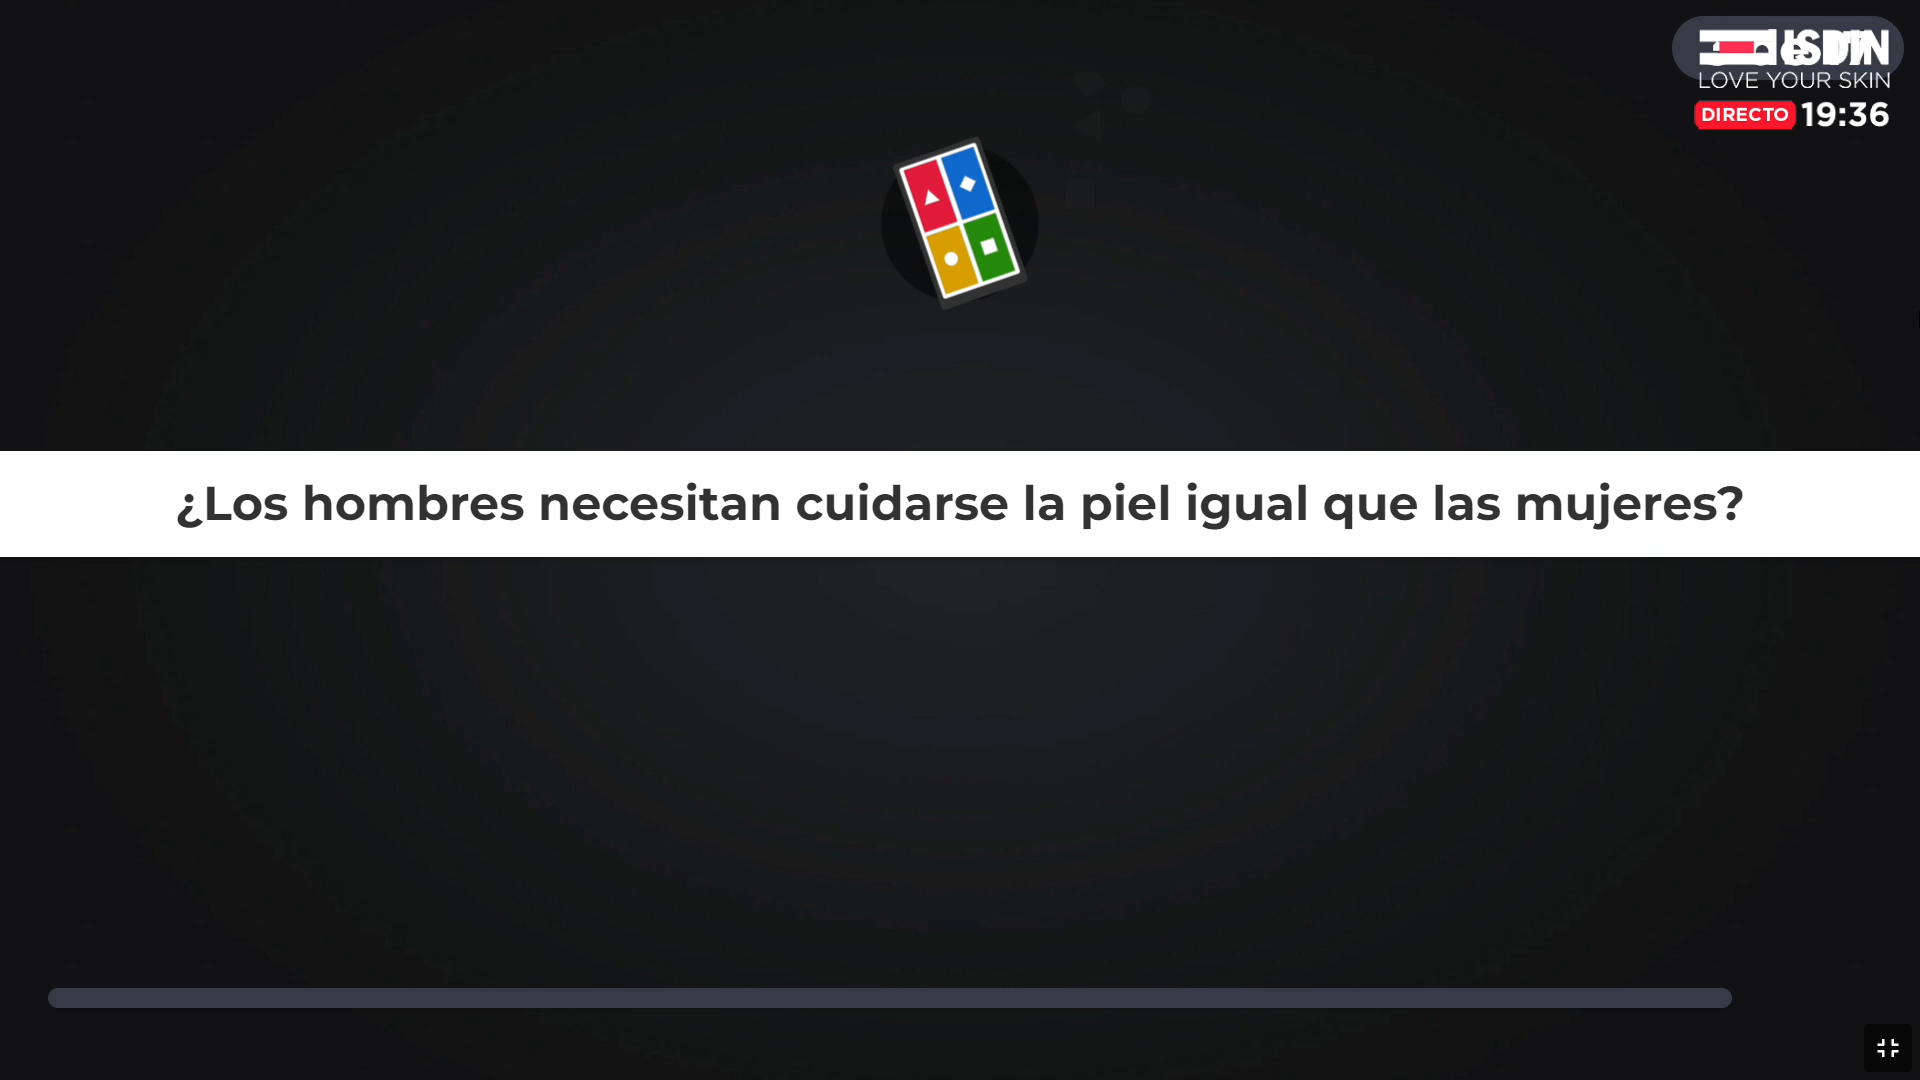 ISDIN
LOVE YOUR SKIN
DIRECTO 19:36
¿Los hombres necesitan cuidarse la piel igual que las mujeres?